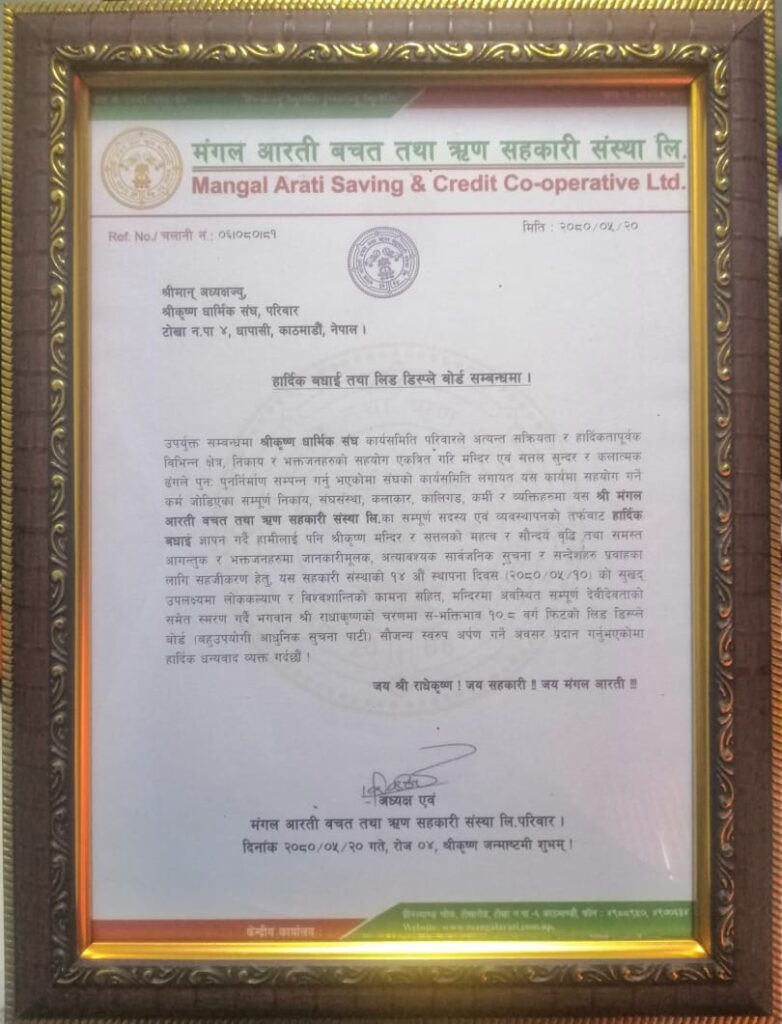 मंगल आरती बचत तथा ऋण सहकारी संस्था लि.
Mangal Arati Saving & Credit Co-operative Ltd.
Ref. No./ चलानी नं : ०६।०८०।८१
मिति : २०८०/०५/२०
श्रीमान् अध्यक्षज्यु,
श्रीकृष्ण धार्मिक संघ, परिवार
टोखा न.पा ४, धापासी, काठमाडौं, नेपाल ।
हार्दिक बधाई तथा लिड डिस्प्ले बोर्ड सम्बन्धमा ।
उपर्युक्त सम्बन्धमा श्रीकृष्ण धार्मिक संघ कार्यसमिति परिवारले अत्यन्त सक्रियता र हार्दिकतापूर्वक
विभिन्न क्षेत्र, निकाय र भक्तजनहरुको सहयोग एकत्रित गरि मन्दिर एवं सत्तल सुन्दर र कलात्मक
ढंगले पुनः पुनर्निर्माण सम्पन्न गर्नु भएकोमा संघको कार्यसमिति लगायत यस कार्यमा सहयोग गर्ने
कर्म जोडिएका सम्पूर्ण निकाय, संघसंस्था, कलाकार, कालिगड, कर्मी र व्यक्तिहरुमा यस श्री मंगल
आरती बचत तथा ऋण सहकारी संस्था लि.का सम्पूर्ण सदस्य एवं व्यवस्थापनको तर्फबाट हार्दिक
बधाई ज्ञापन गर्दै हामीलाई पनि श्रीकृष्ण मन्दिर र सत्तलको महत्व र सौन्दर्य वृद्धि तथा समस्त
आगन्तुक र भक्तजनहरुमा जानकारीमूलक, अत्यावश्यक सार्वजनिक सुचना र सन्देशहरु प्रवाहका
लागि सहजीकरण हेतु, यस सहकारी संस्थाकी १४ औं स्थापना दिवस (२०८०/०५/१०) को सुखद्
उपलक्ष्यमा लोककल्याण र विश्वशान्तिको कामना सहित, मन्दिरमा अवस्थित सम्पूर्ण देवीदेवताको
समेत स्मरण गर्दै भगवान श्री राधाकृष्णको चरणमा स-भक्तिभाव १०.८ वर्ग फिटको लिड डिस्प्ले
बोर्ड (बहुउपयोगी आधुनिक सुचना पाटी) सौजन्य स्वरुप अर्पण गर्ने अवसर प्रदान गर्नुभएकोमा
हार्दिक धन्यवाद व्यक्त गर्दछौं !
जय श्री राधेकृष्ण ! जय सहकारी !! जय मंगल आरती !!!
अध्यक्ष एवं
मंगल आरती बचत तथा ऋण सहकारी संस्था लि.परिवार ।
दिनांक २०८०/०५/२० गते, रोज ०४, श्रीकृष्ण जन्माष्टमी शुभम् !
केन्द्रीय कार्यालय :
Website: www.mangalarati.com.np,